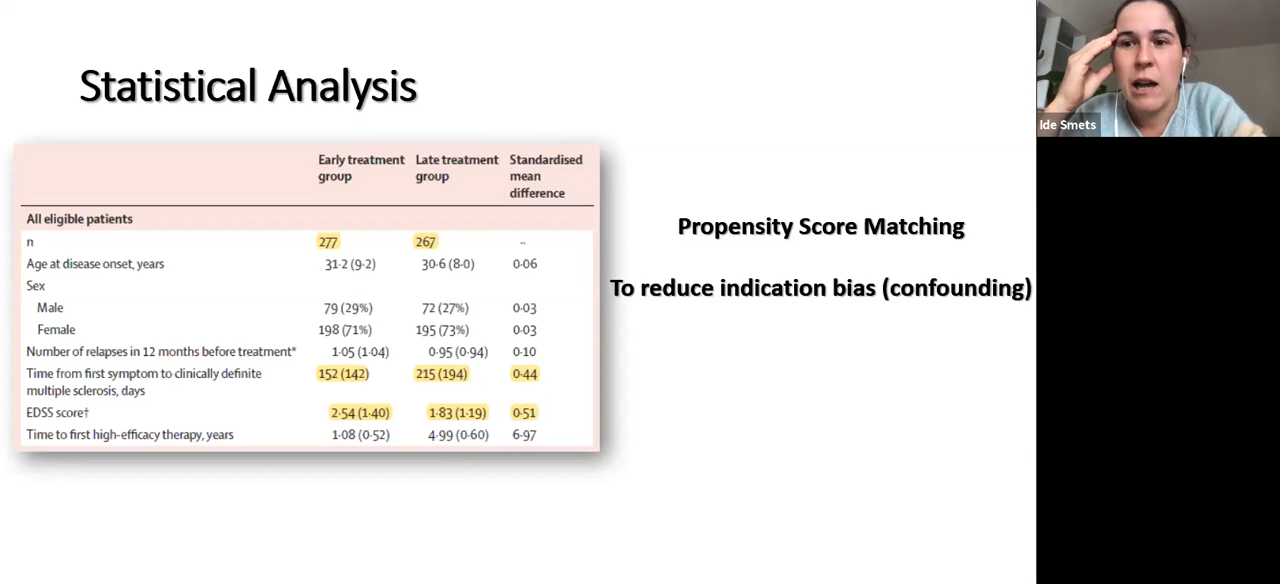 Statistical Analysis
Early treatment group Late treatment group Standardised mean difference
All eligible patients
n 277 267 ··
Age at disease onset, years 31·2 (9·2) 30·6 (8·0) 0·06
Sex
Male 79 (29%) 72 (27%) 0·03
Female 198 (71%) 195 (73%) 0·03
Number of relapses in 12 months before treatment* 1·05 (1·04) 0·95 (0·94) 0·10
Time from first symptom to clinically definite multiple sclerosis, days 152 (142) 215 (194) 0·44
EDSS score† 2·54 (1·40) 1·83 (1·19) 0·51
Time to first high-efficacy therapy, years 1·08 (0·52) 4·99 (0·60) 6·97
Propensity Score Matching
To reduce indication bias (confounding)
Ide Smets